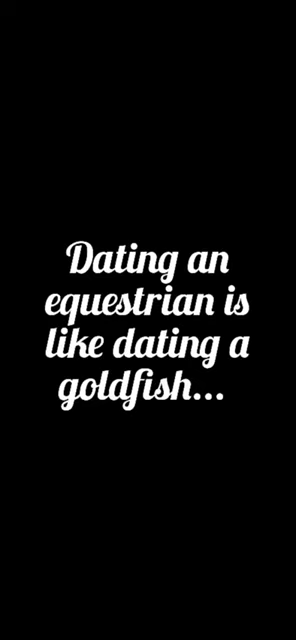 Dating an
equestrian is
like dating a
goldfish...